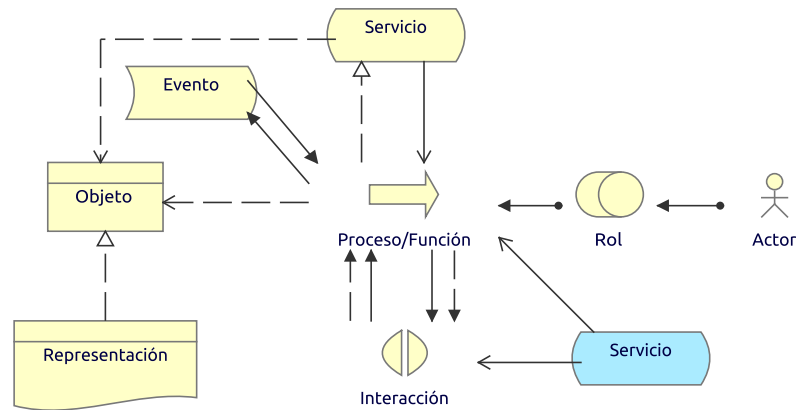 Servicio
Evento
Objeto
Proceso/Función
Rol
Actor
Representación
Servicio
Interacción